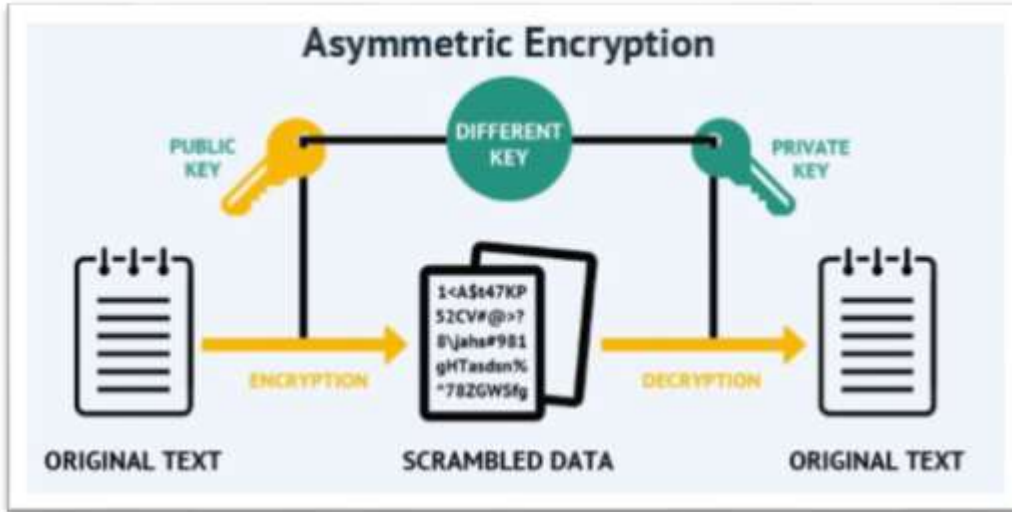 Asymmetric Encryption
PUBLIC
KEY
DIFFERENT
KEY
PRIVATE
KEY
1<A$t47KP
52CV#@>?
8\jahs#981
gHTasdsn%
"78ZGWSfg
ENCRYPTION
DECRYPTION
ORIGINAL TEXT
SCRAMBLED DATA
ORIGINAL TEXT